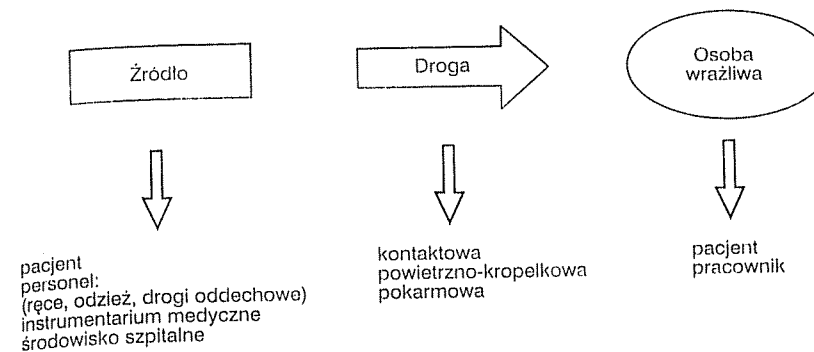 Źródło
Droga
Osoba
wrażliwa
pacjent
personel:
(ręce, odzież, drogi oddechowe)
instrumentarium medyczne
środowisko szpitalne
kontaktowa
powietrzno-kropelkowa
pokarmowa
pacjent
pracownik